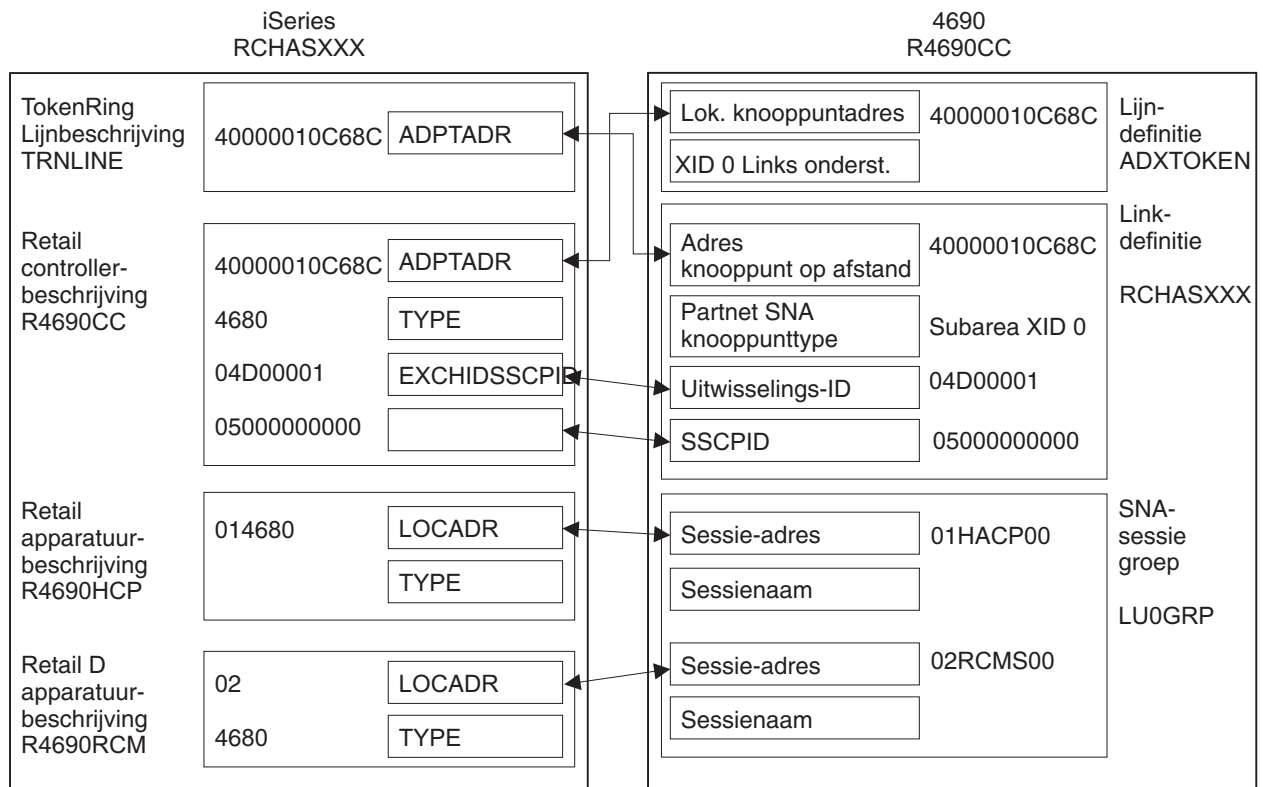 iSeries
RCHASXXX
TokenRing
Lijnbeschrijving
TRNLINE
40000010C68C
ADPTADR
Retail
controller-
beschrijving
R4690CC
40000010C68C
ADPTADR
4680
TYPE
04D00001
EXCHIDSSCPID
05000000000
Retail
apparatuur-
beschrijving
R4690HCP
014680
LOCADR
TYPE
Retail D
apparatuur-
beschrijving
R4690RCM
02
LOCADR
4680
TYPE
4690
R4690CC
Lok. knooppuntadres
40000010C68C
XID 0 Links onderst.
Lijn-
definitie
ADXTOKEN
Adres
knooppunt op afstand
40000010C68C
Partnet SNA
knooppunttype
Subarea XID 0
Uitwisselings-ID
04D00001
SSCPID
05000000000
Link-
definitie
RCHASXXX
Sessie-adres
01HACP00
Sessienaam
Sessie-adres
02RCMS00
Sessienaam
SNA-
sessie
groep
LU0GRP